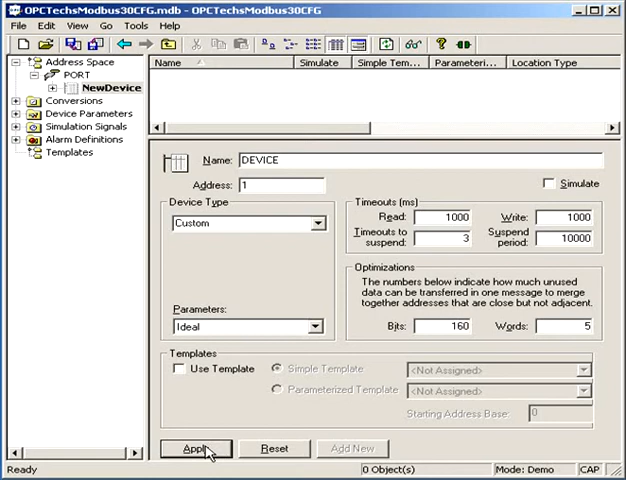 OPCTechsModbus30CFG.mdb - OPCTechsModbus30CFG
File Edit View Go Tools Help
Address Space
PORT
NewDevice
Conversions
Device Parameters
Simulation Signals
Alarm Definitions
Templates
Name Simulate Simple Tem... Parameteri... Location Type
Name: DEVICE
Address: 1
Simulate
Device Type
Custom
Parameters:
Ideal
Timeouts (ms)
Read: 1000 Write: 1000
Timeouts to suspend: 3 Suspend period: 10000
Optimizations
The numbers below indicate how much unused
data can be transferred in one message to merge
together addresses that are close but not adjacent.
Bits: 160 Words: 5
Templates
Use Template Simple Template <Not Assigned>
Parameterized Template <Not Assigned>
Starting Address Base: 0
Apply Reset Add New
Ready 0 Object(s) Mode: Demo CAP